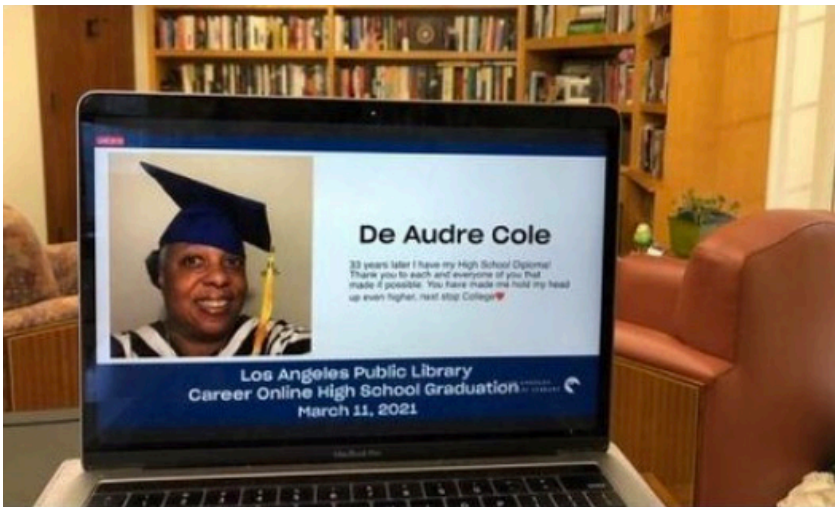 De Audre Cole
33 years later I have my High School Diploma!
Thank you to each and everyone of you that
made it possible. You have made me hold my head
up even higher, next stop College
Los Angeles Public Library
Career Online High School Graduation
March 11, 2021
MacBook Pro